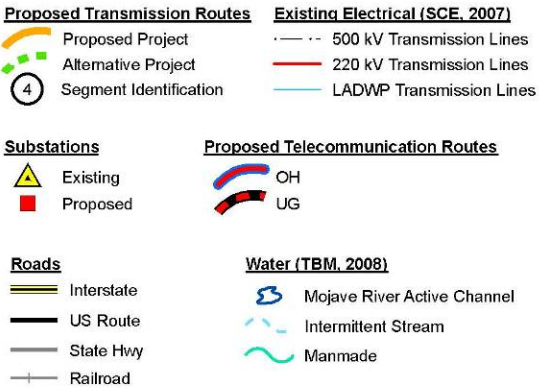 Proposed Transmission Routes
Proposed Project
Alternative Project
4 Segment Identification
Existing Electrical (SCE, 2007)
500 kV Transmission Lines
220 kV Transmission Lines
LADWP Transmission Lines
Substations
Existing
Proposed
Proposed Telecommunication Routes
OH
UG
Roads
Interstate
US Route
State Hwy
Railroad
Water (TBM, 2008)
Mojave River Active Channel
Intermittent Stream
Manmade